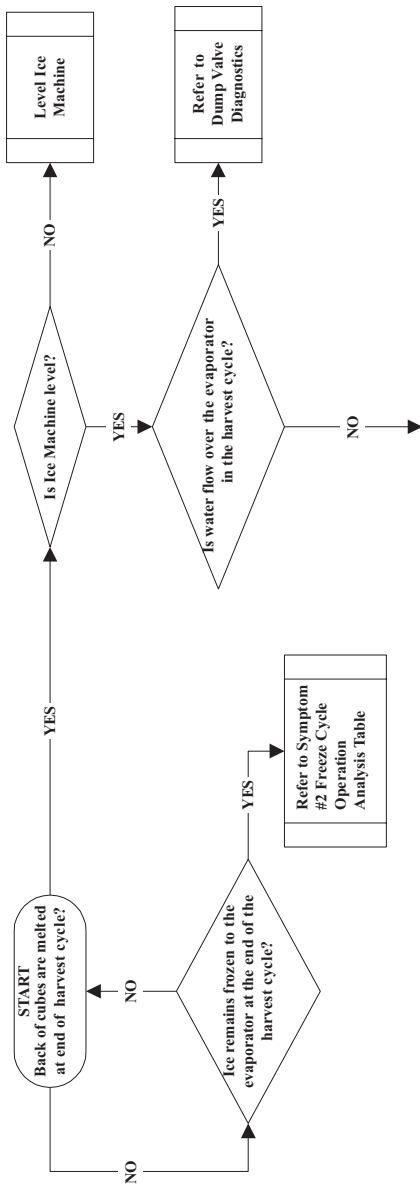 START
Back of cubes are melted
at end of harvest cycle?
YES
Is Ice Machine level?
NO
Level Ice
Machine
YES
NO
NO
Ice remains frozen to the
evaporator at the end of the
harvest cycle?
YES
Refer to Symptom
#2 Freeze Cycle
Operation
Analysis Table
Is water flow over the evaporator
in the harvest cycle?
YES
Refer to
Dump Valve
Diagnostics
NO